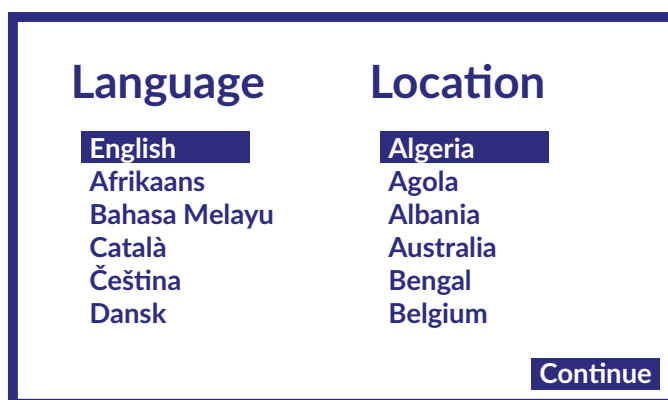 Language
Location
English
Afrikaans
Bahasa Melayu
Català
Čeština
Dansk
Algeria
Agola
Albania
Australia
Bengal
Belgium
Continue